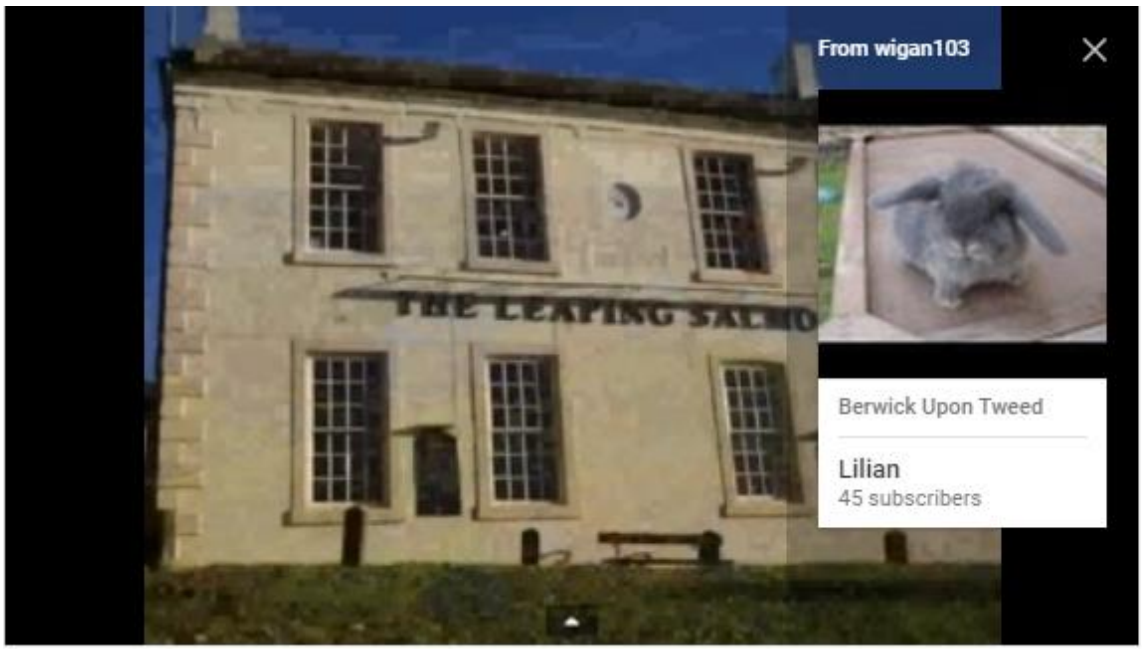 From wigan103
THE LEAPING SALMO
Berwick Upon Tweed
Lilian
45 subscribers